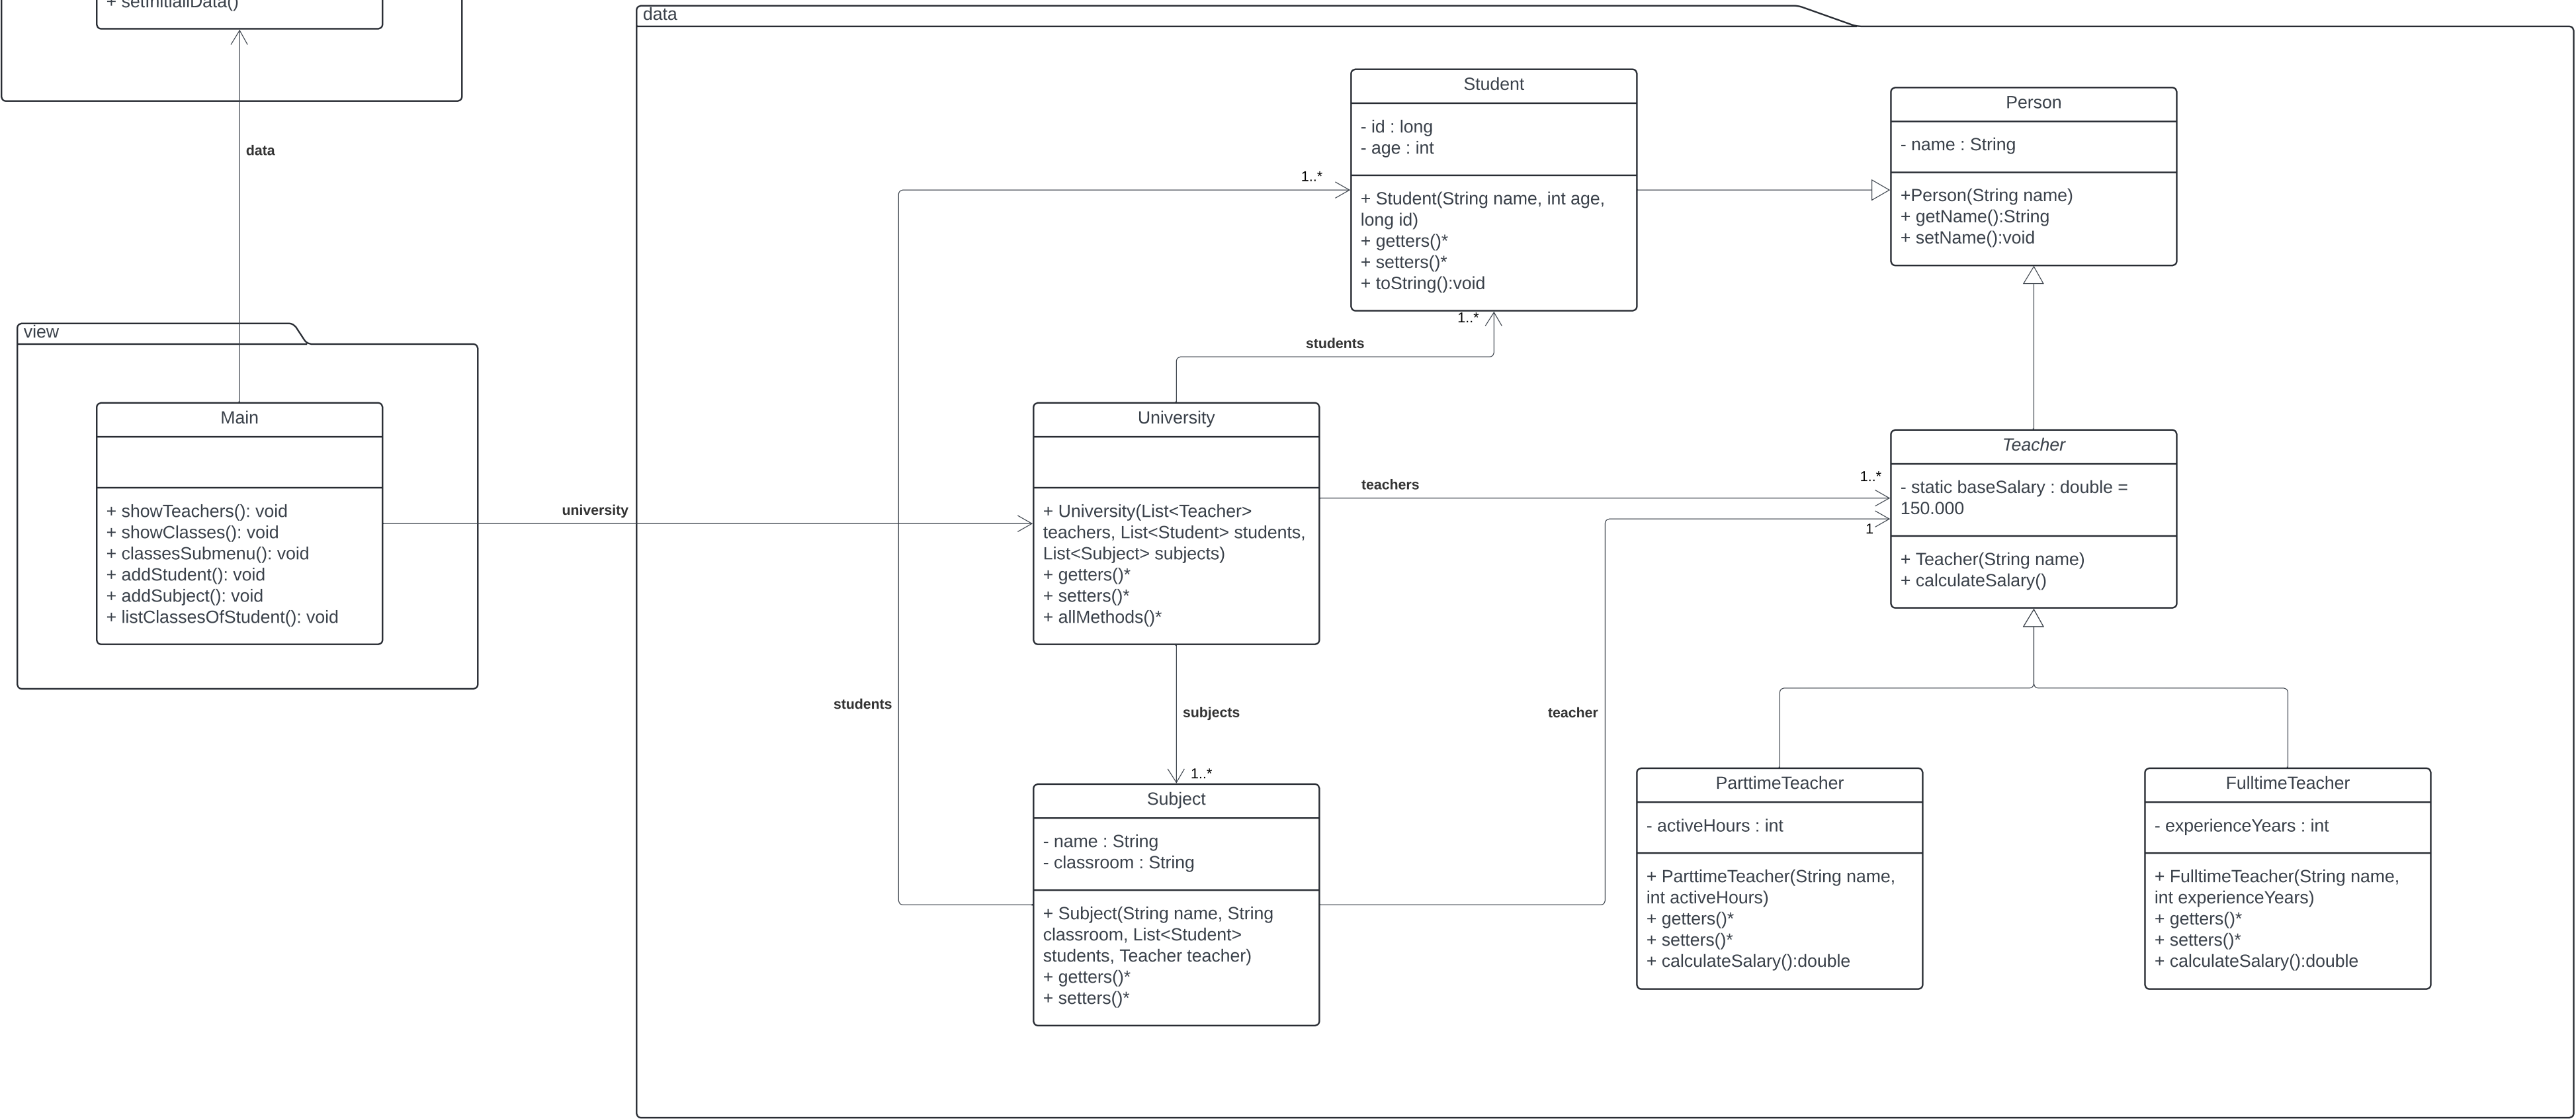 + setInitialData()
data
data
Student
- id : long
- age : int
+ Student(String name, int age,
long id)
+ getters()*
+ setters()*
+ toString():void
1..*
1..*
Person
- name : String
+Person(String name)
+ getName():String
+ setName():void
view
Main
+ showTeachers(): void
+ showClasses(): void
+ classesSubmenu(): void
+ addStudent(): void
+ addSubject(): void
+ listClassesOfStudent(): void
university
students
University
+ University(List<Teacher>
teachers, List<Student> students,
List<Subject> subjects)
+ getters()*
+ setters()*
+ allMethods()*
teachers
1..*
1
Teacher
- static baseSalary : double =
150.000
+ Teacher(String name)
+ calculateSalary()
students
subjects
1..*
teacher
Subject
- name : String
- classroom : String
+ Subject(String name, String
classroom, List<Student>
students, Teacher teacher)
+ getters()*
+ setters()*
ParttimeTeacher
- activeHours : int
+ ParttimeTeacher(String name,
int activeHours)
+ getters()*
+ setters()*
+ calculateSalary():double
FulltimeTeacher
- experienceYears : int
+ FulltimeTeacher(String name,
int experienceYears)
+ getters()*
+ setters()*
+ calculateSalary():double